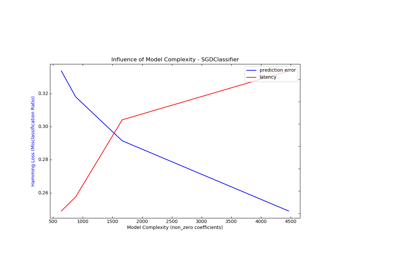 Influence of Model Complexity - SGDClassifier
prediction error
latency
0.32
0.30
0.28
0.26
Hamming Loss (Misclassification Ratio)
500 1000 1500 2000 2500 3000 3500 4000 4500
Model Complexity (non_zero coefficients)